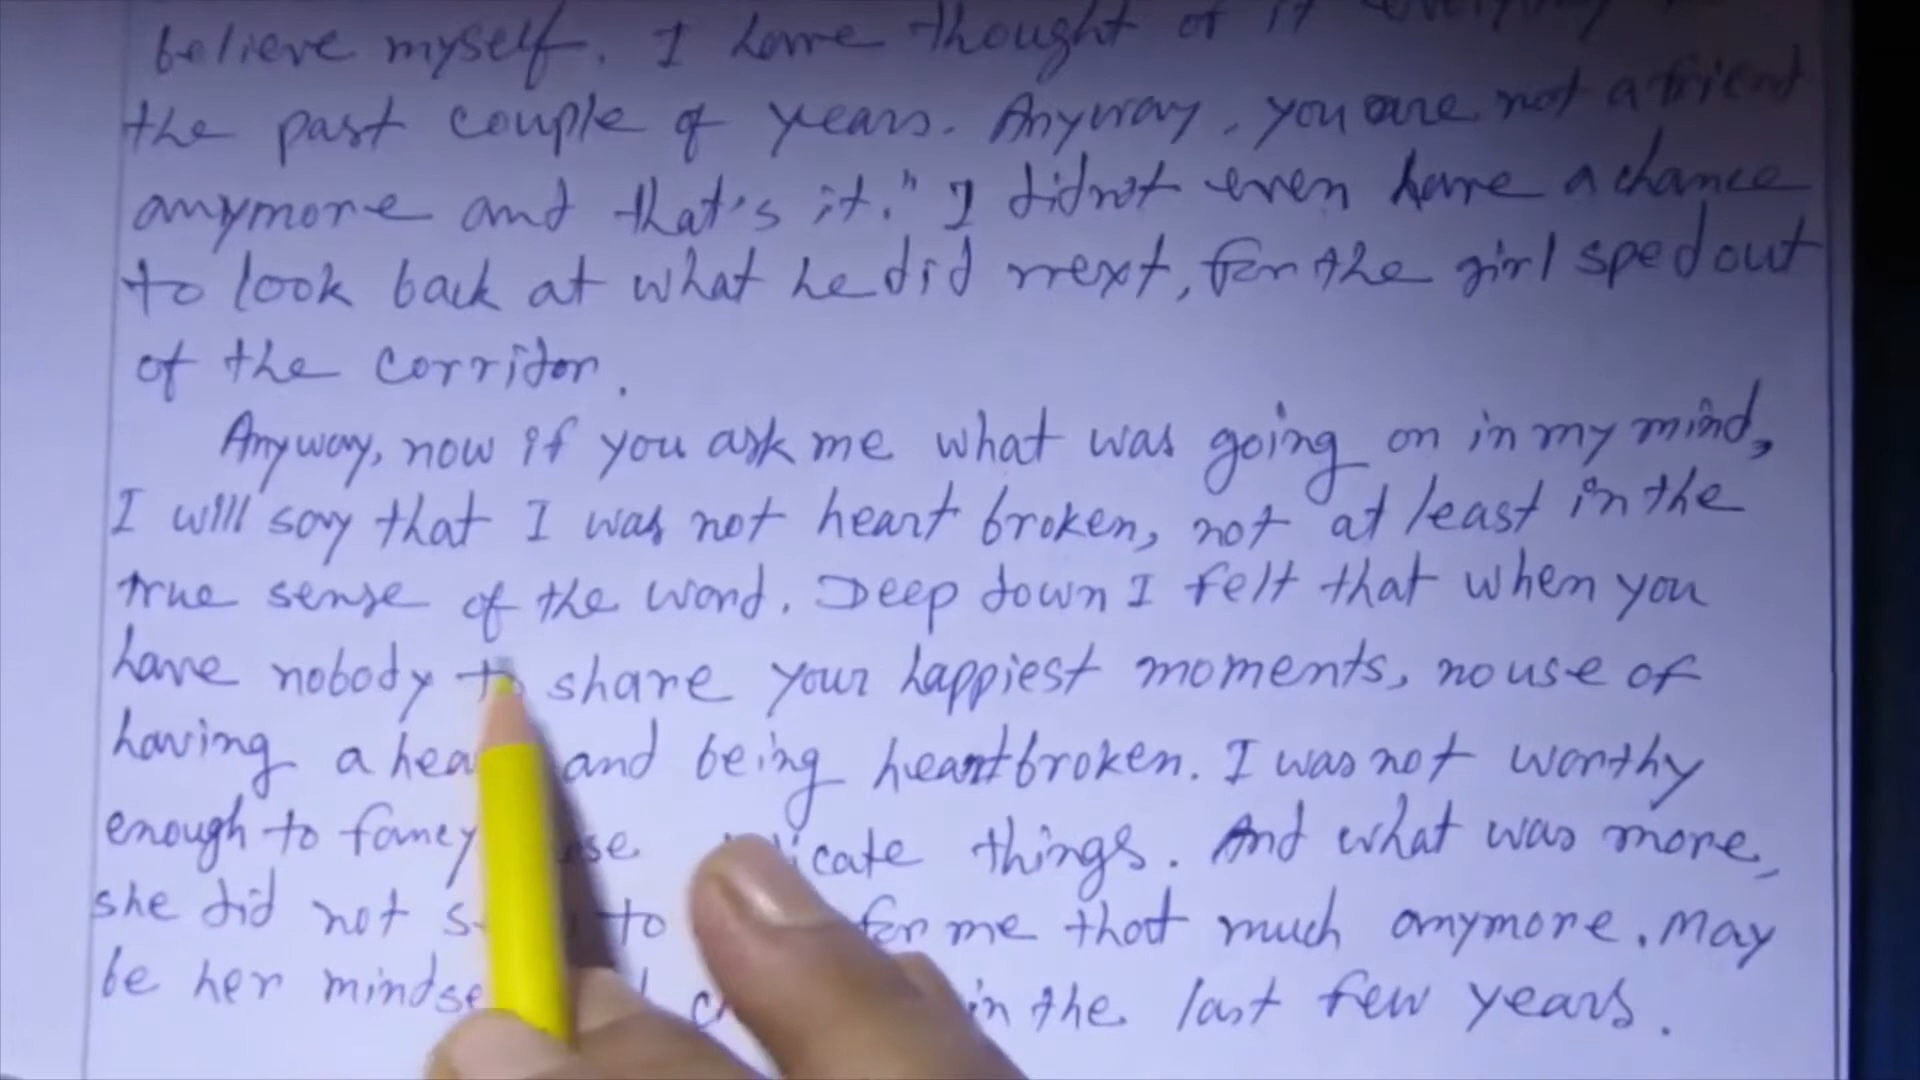 believe myself. I have thought of it
the past couple of years. Anyway, you are not a friend
anymore and that's it." I didnot even have a chance
to look back at what he did next, for the girl sped out
of the corridor.
Anyway, now if you ask me what was going on in my mind,
I will say that I was not heart broken, not at least in the
true sense of the word. Deep down I felt that when you
have nobody to share your happiest moments, no use of
having a and being heartbroken. I was not worthy
enough to fancy things. And what was more,
she did not to for me that much anymore. May
be her in the last few years.